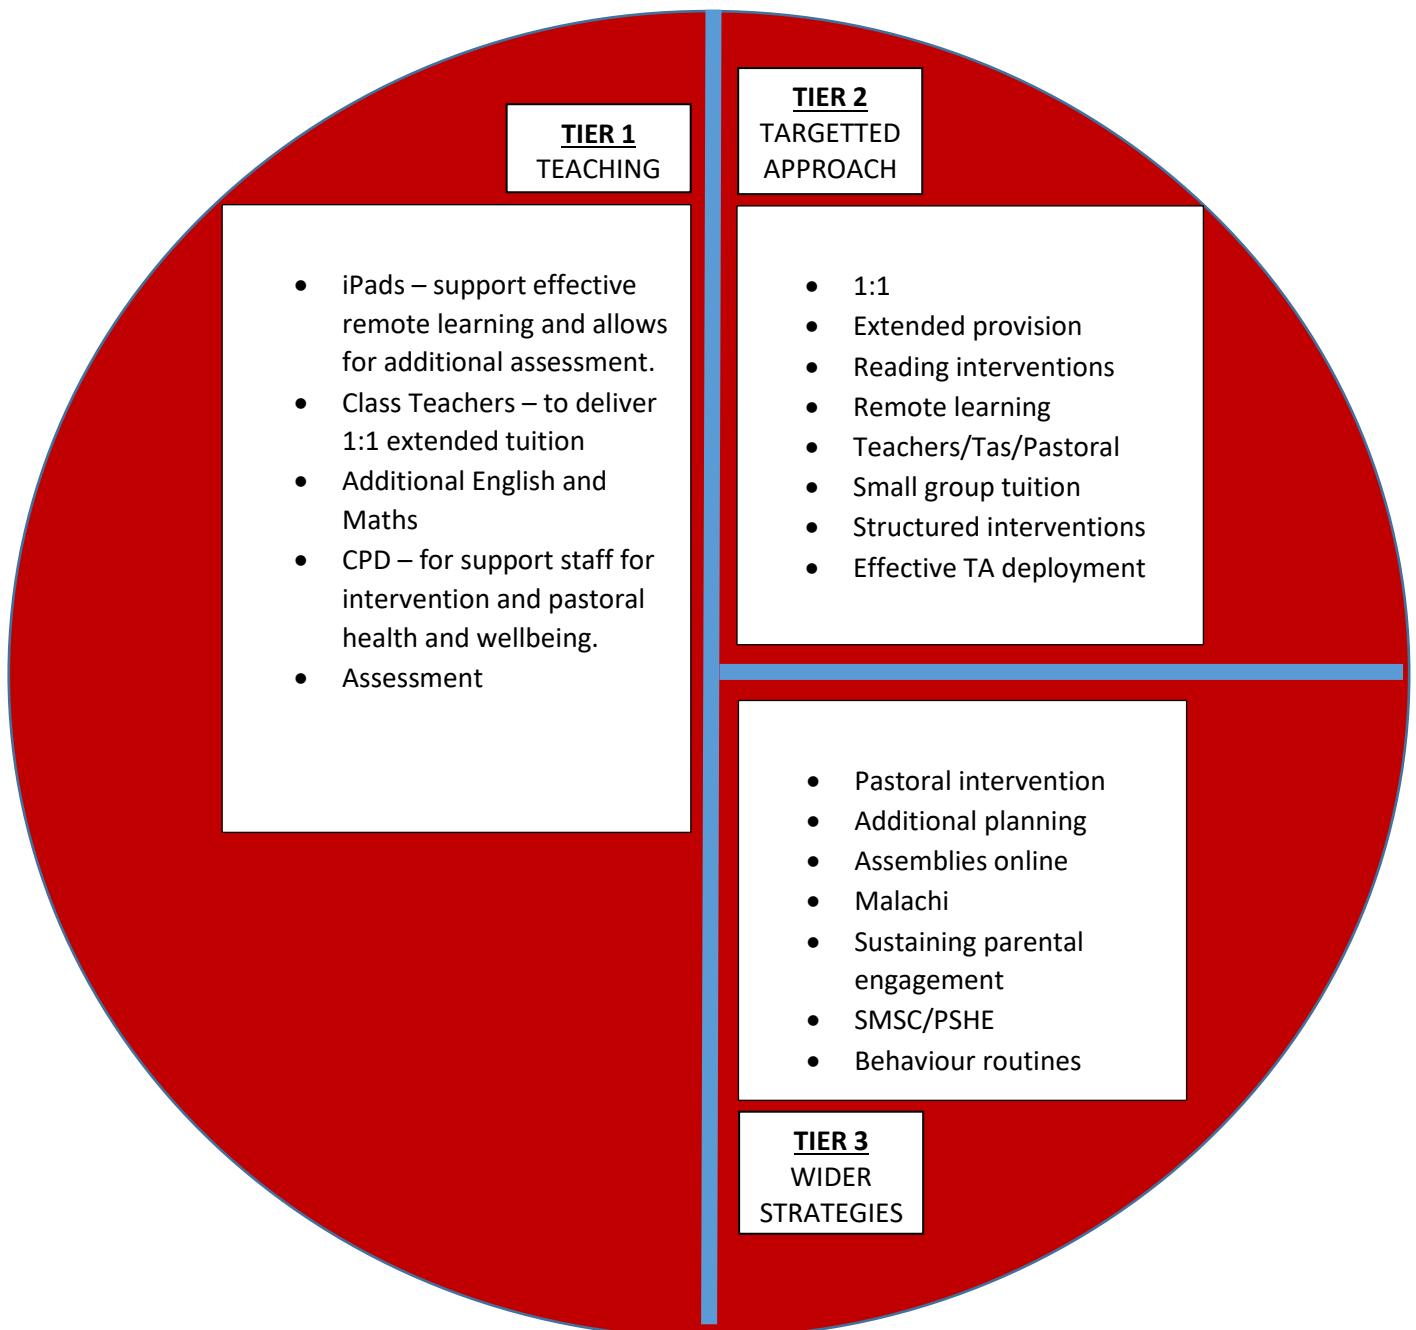 TIER 1
TEACHING
• iPads – support effective
remote learning and allows
for additional assessment.
• Class Teachers – to deliver
1:1 extended tuition
• Additional English and
Maths
• CPD – for support staff for
intervention and pastoral
health and wellbeing.
• Assessment
TIER 2
TARGETTED
APPROACH
• 1:1
• Extended provision
• Reading interventions
• Remote learning
• Teachers/Tas/Pastoral
• Small group tuition
• Structured interventions
• Effective TA deployment
• Pastoral intervention
• Additional planning
• Assemblies online
• Malachi
• Sustaining parental
engagement
• SMSC/PSHE
• Behaviour routines
TIER 3
WIDER
STRATEGIES